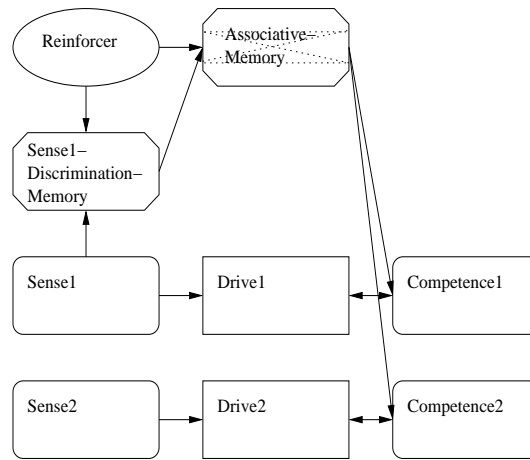 Reinforcer
Associative–
Memory
Sense1–
Discrimination–
Memory
Sense1
Drive1
Competence1
Sense2
Drive2
Competence2